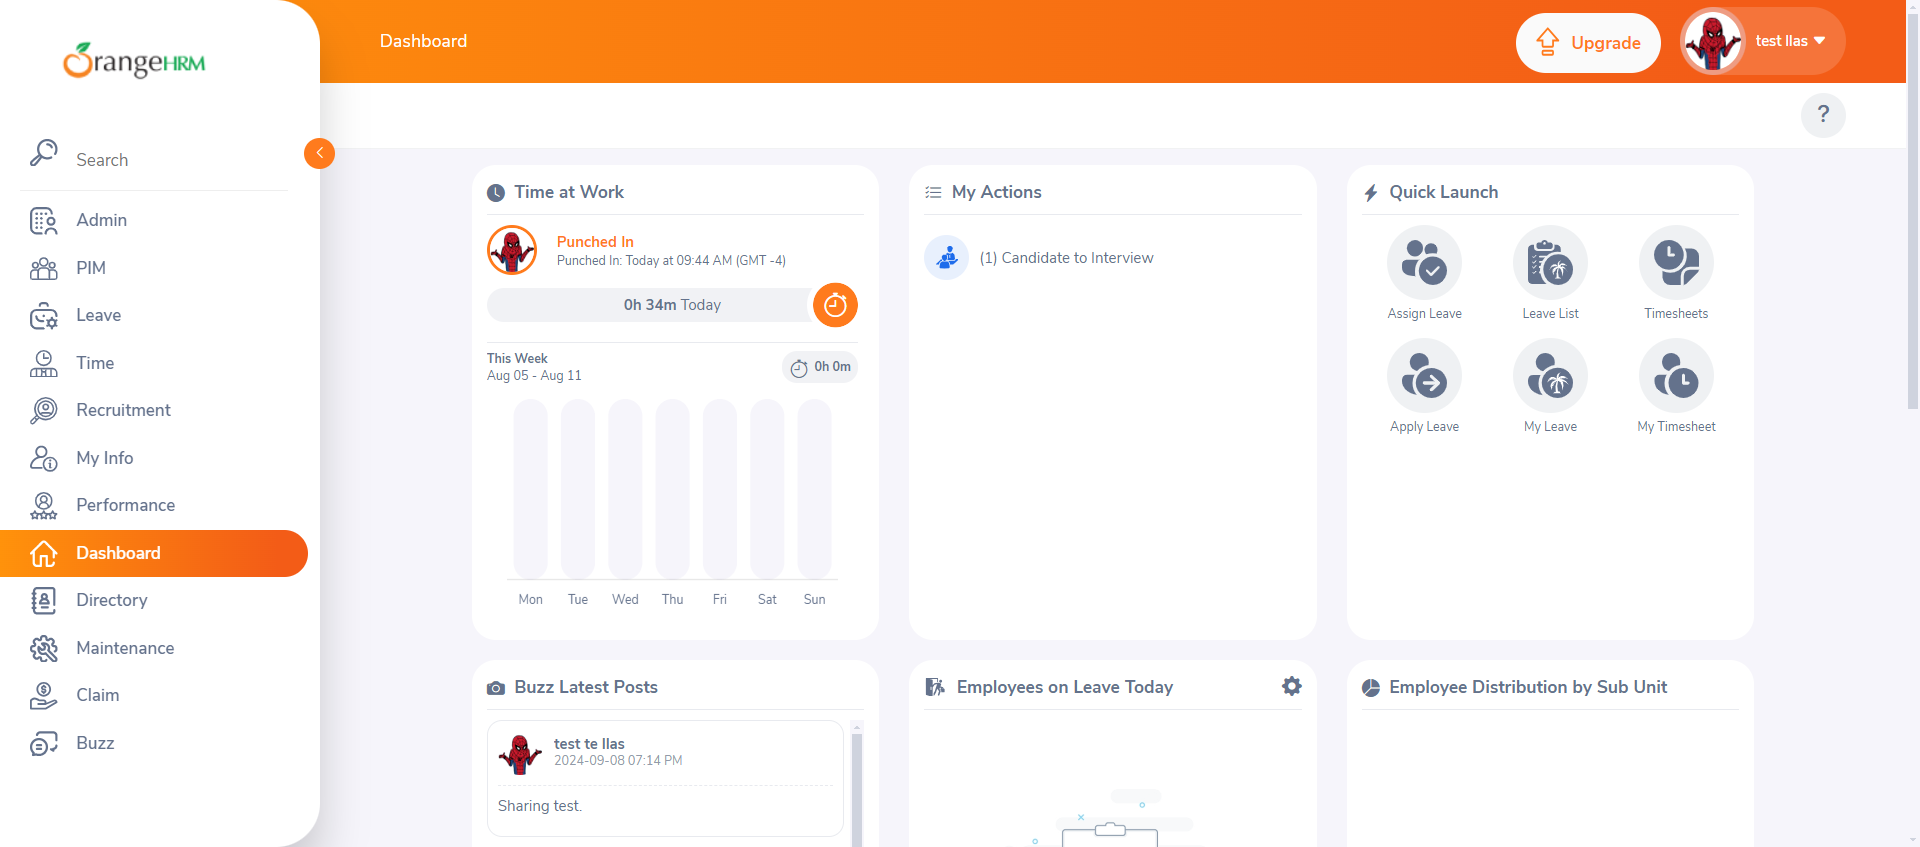 OrangeHRM
Search
Admin
PIM
Leave
Time
Recruitment
My Info
Performance
Dashboard
Directory
Maintenance
Claim
Buzz
Dashboard
Upgrade
test llas
?
Time at Work
Punched In
Punched In: Today at 09:44 AM (GMT -4)
0h 34m Today
This Week
Aug 05 - Aug 11
0h 0m
Mon Tue Wed Thu Fri Sat Sun
My Actions
(1) Candidate to Interview
Quick Launch
Assign Leave
Leave List
Timesheets
Apply Leave
My Leave
My Timesheet
Buzz Latest Posts
test te llas
2024-09-08 07:14 PM
Sharing test.
Employees on Leave Today
Employee Distribution by Sub Unit